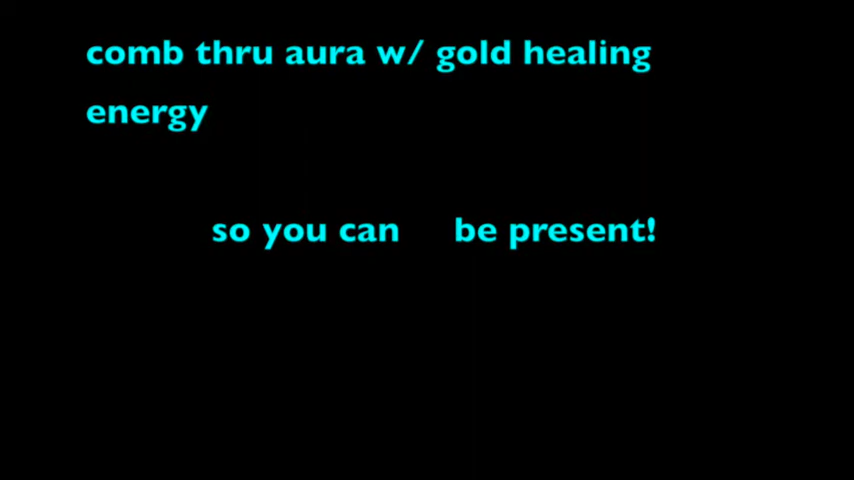 comb thru aura w/ gold healing
energy
so you can be present!